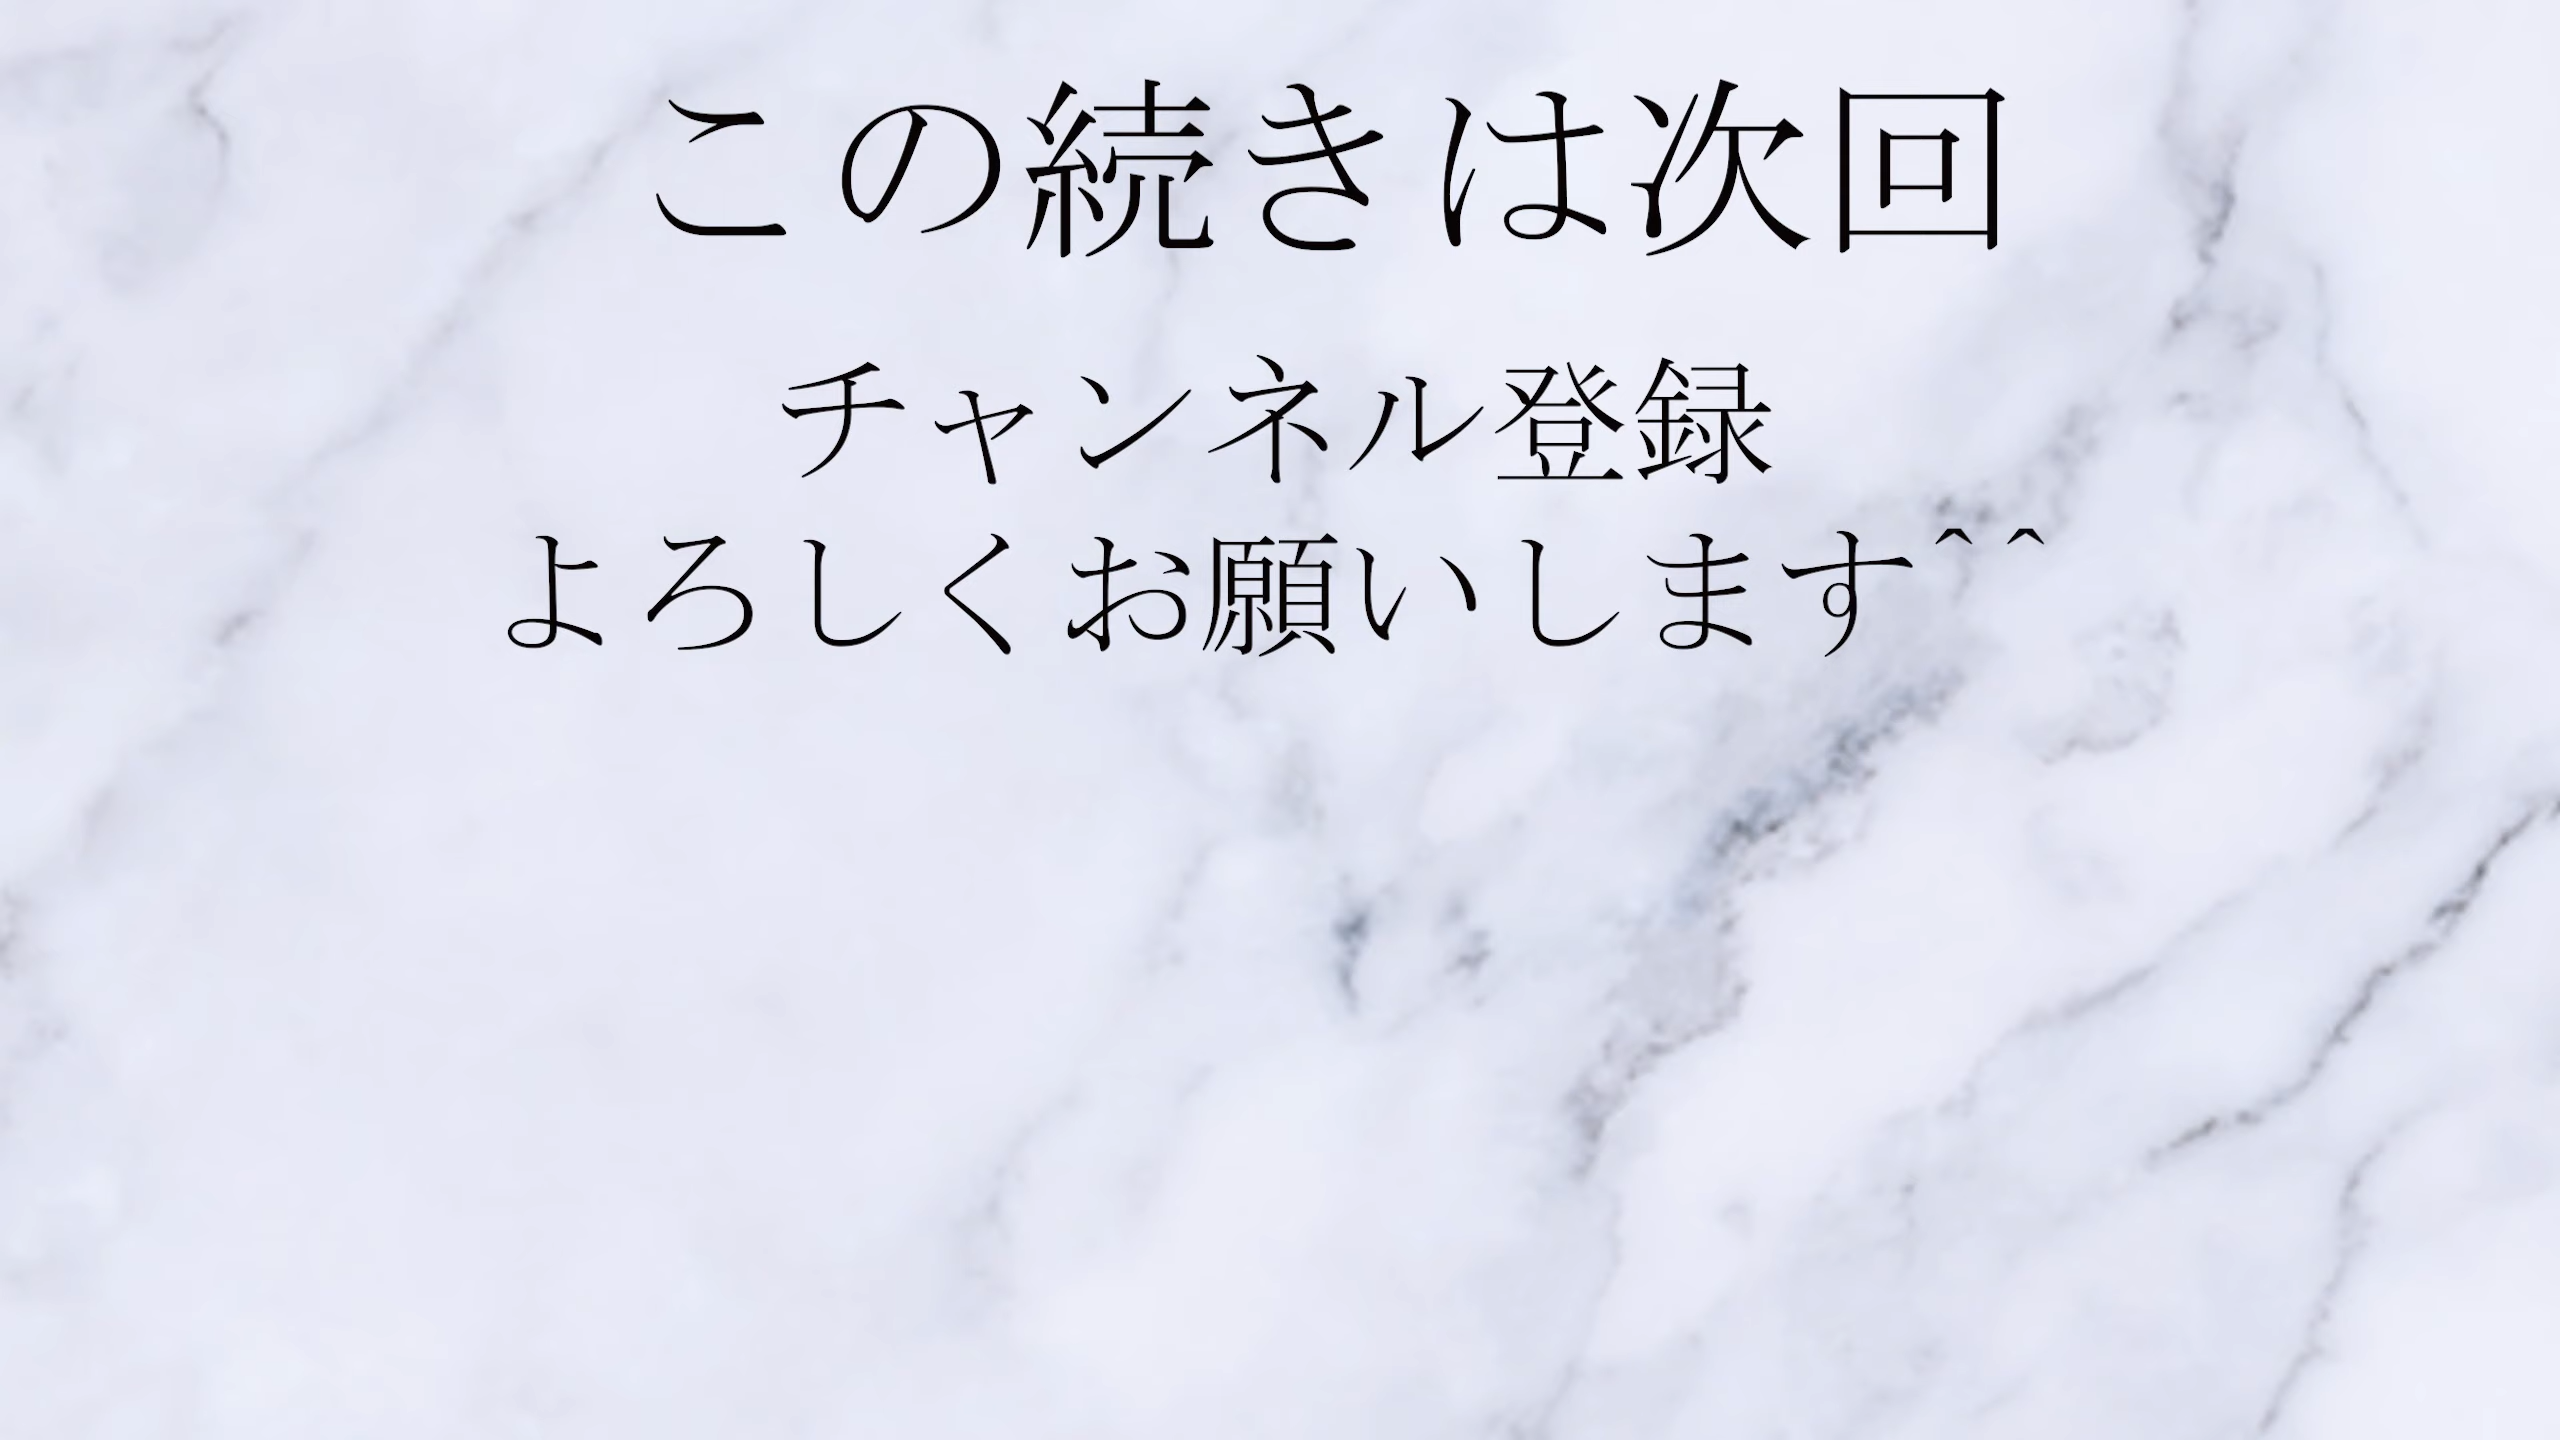 この続きは次回
チャンネル登録
よろしくお願いします^ ^